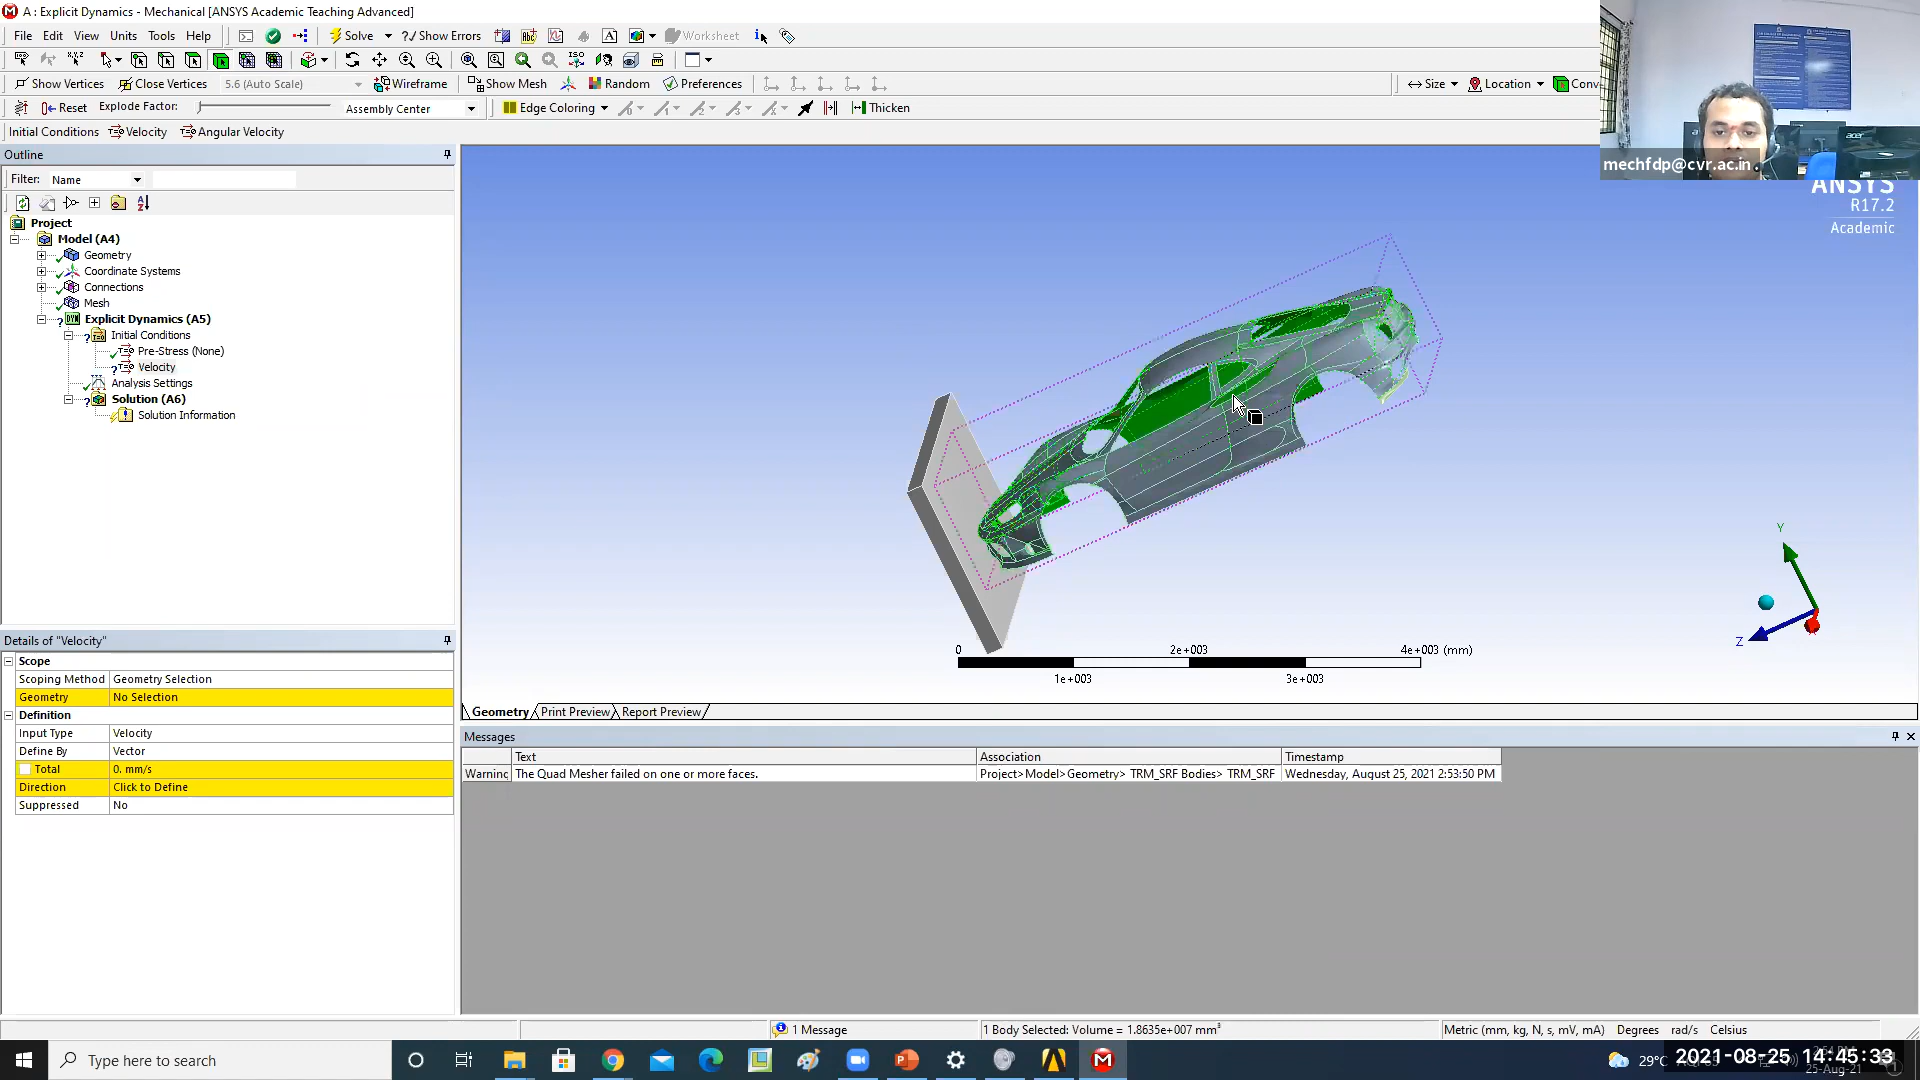 A : Explicit Dynamics - Mechanical [ANSYS Academic Teaching Advanced]
File Edit View Units Tools Help Solve ?/ Show Errors Worksheet
Show Vertices Close Vertices 5.6 (Auto Scale) Wireframe Show Mesh Random Preferences Size Location Conv
Reset Explode Factor: Assembly Center Edge Coloring Thicken
Initial Conditions Velocity Angular Velocity
mechfdp@cvr.ac.in
Outline
Filter: Name
Project
Model (A4)
Geometry
Coordinate Systems
Connections
Mesh
Explicit Dynamics (A5)
Initial Conditions
Pre-Stress (None)
Velocity
Analysis Settings
Solution (A6)
Solution Information
ANSYS
R17.2
Academic
Y
Z
0 2e+003 4e+003 (mm)
1e+003 3e+003
Details of "Velocity"
Scope
Scoping Method Geometry Selection
Geometry No Selection
Definition
Input Type Velocity
Define By Vector
Total 0. mm/s
Direction Click to Define
Suppressed No
Geometry Print Preview Report Preview
Messages
Text Association Timestamp
Warning The Quad Mesher failed on one or more faces. Project>Model>Geometry> TRM_SRF Bodies> TRM_SRF Wednesday, August 25, 2021 2:53:50 PM
1 Message 1 Body Selected: Volume = 1.8635e+007 mm³ Metric (mm, kg, N, s, mV, mA) Degrees rad/s Celsius
Type here to search
29°C
2021-08-25 14:45:33
25-Aug-21